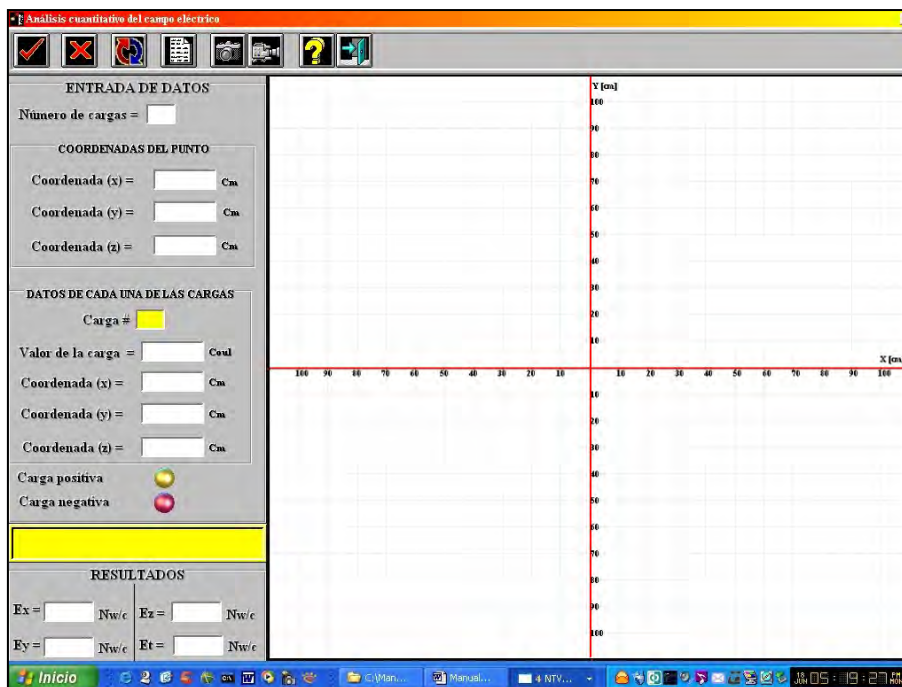 Análisis cuantitativo del campo eléctrico
ENTRADA DE DATOS
Número de cargas =
COORDENADAS DEL PUNTO
Coordenada (x) = Cm
Coordenada (y) = Cm
Coordenada (z) = Cm
DATOS DE CADA UNA DE LAS CARGAS
Carga #
Valor de la carga = Coul
Coordenada (x) = Cm
Coordenada (y) = Cm
Coordenada (z) = Cm
Carga positiva
Carga negativa
RESULTADOS
Ex = Nw/c Ez = Nw/c
Ey = Nw/c Et = Nw/c
Y [cm]
100
90
80
70
60
50
40
30
20
10
X [cm
100 90 80 70 60 50 40 30 20 10 10 20 30 40 50 60 70 80 90 100
10
20
30
40
50
60
70
80
90
100
Inicio C:\Man... Manual... 4 NTV...